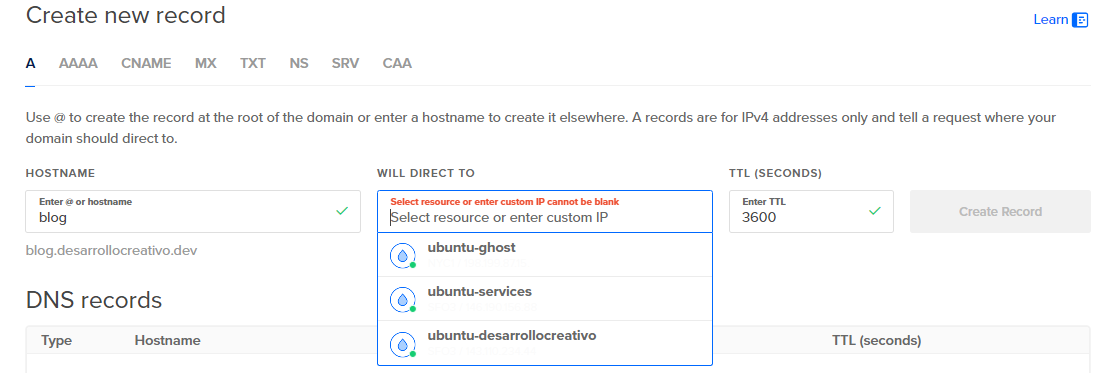 Create new record
Learn
A AAAA CNAME MX TXT NS SRV CAA
Use @ to create the record at the root of the domain or enter a hostname to create it elsewhere. A records are for IPv4 addresses only and tell a request where your
domain should direct to.
HOSTNAME WILL DIRECT TO TTL (SECONDS)
Enter @ or hostname
blog
Select resource or enter custom IP cannot be blank
Select resource or enter custom IP
Enter TTL
3600
Create Record
blog.desarrollocreativo.dev
ubuntu-ghost
ubuntu-services
ubuntu-desarrollocreativo
DNS records
Type Hostname TTL (seconds)